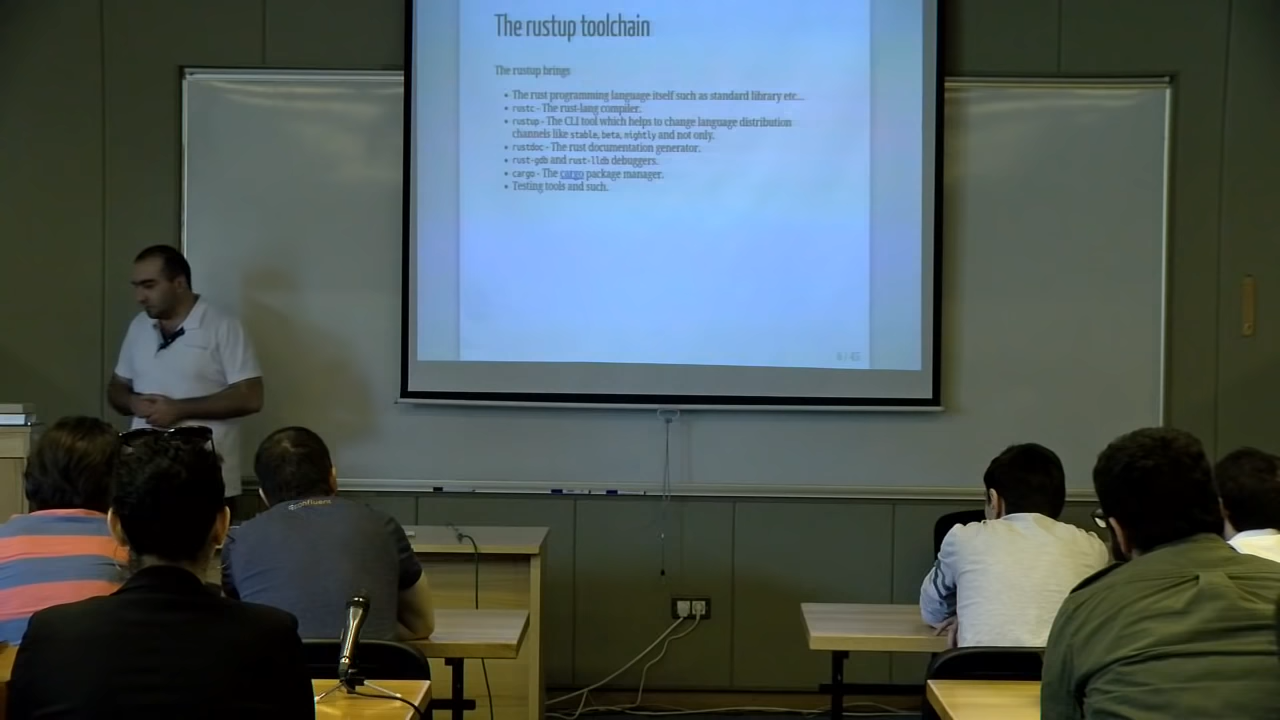 The rustup toolchain
The rustup brings
• The rust programming language itself such as standard library etc...
• rustc - The rust-lang compiler.
• rustup - The CLI tool which helps to change language distribution
channels like stable, beta, nightly and not only.
• rustdoc - The rust documentation generator.
• rust-gdb and rust-lldb debuggers.
• cargo - The cargo package manager.
• Testing tools and such.
confluent